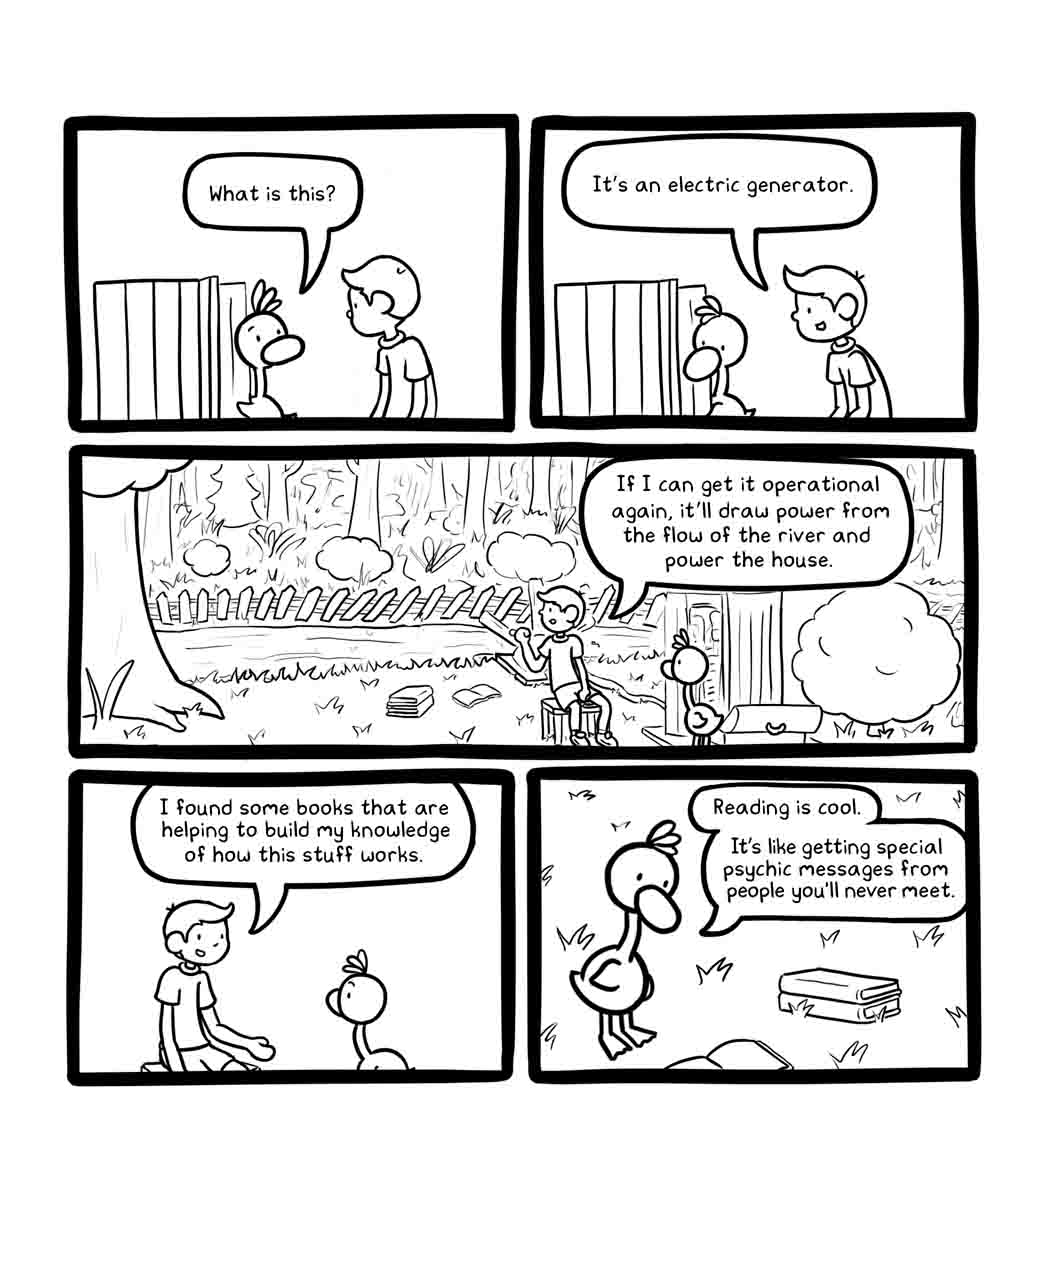 What is this?
It's an electric generator.
If I can get it operational
again, it'll draw power from
the flow of the river and
power the house.
I found some books that are
helping to build my knowledge
of how this stuff works.
Reading is cool.
It's like getting special
psychic messages from
people you'll never meet.